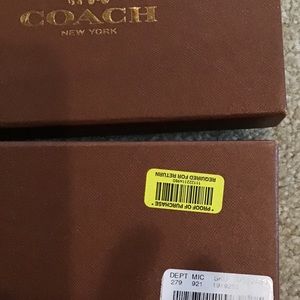 COACH
NEW YORK
* PROOF OF PURCHASE *
REQUIRED FOR RETURN
DEPT MIC
279 921